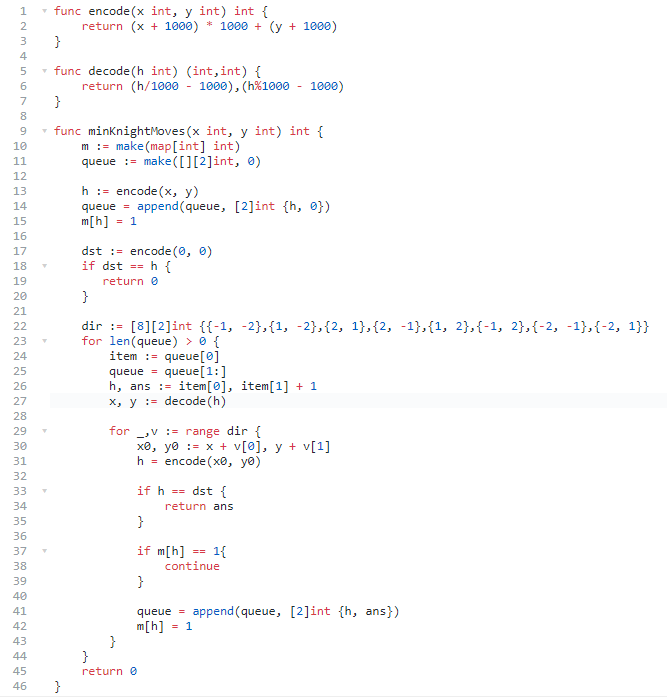 1 func encode(x int, y int) int {
2 return (x + 1000) * 1000 + (y + 1000)
3 }
4
5 func decode(h int) (int,int) {
6 return (h/1000 - 1000),(h%1000 - 1000)
7 }
8
9 func minKnightMoves(x int, y int) int {
10 m := make(map[int] int)
11 queue := make([][2]int, 0)
12
13 h := encode(x, y)
14 queue = append(queue, [2]int {h, 0})
15 m[h] = 1
16
17 dst := encode(0, 0)
18 if dst == h {
19 return 0
20 }
21
22 dir := [8][2]int {{-1, -2},{1, -2},{2, 1},{2, -1},{1, 2},{-1, 2},{-2, -1},{-2, 1}}
23 for len(queue) > 0 {
24 item := queue[0]
25 queue = queue[1:]
26 h, ans := item[0], item[1] + 1
27 x, y := decode(h)
28
29 for _,v := range dir {
30 x0, y0 := x + v[0], y + v[1]
31 h = encode(x0, y0)
32
33 if h == dst {
34 return ans
35 }
36
37 if m[h] == 1{
38 continue
39 }
40
41 queue = append(queue, [2]int {h, ans})
42 m[h] = 1
43 }
44 }
45 return 0
46 }